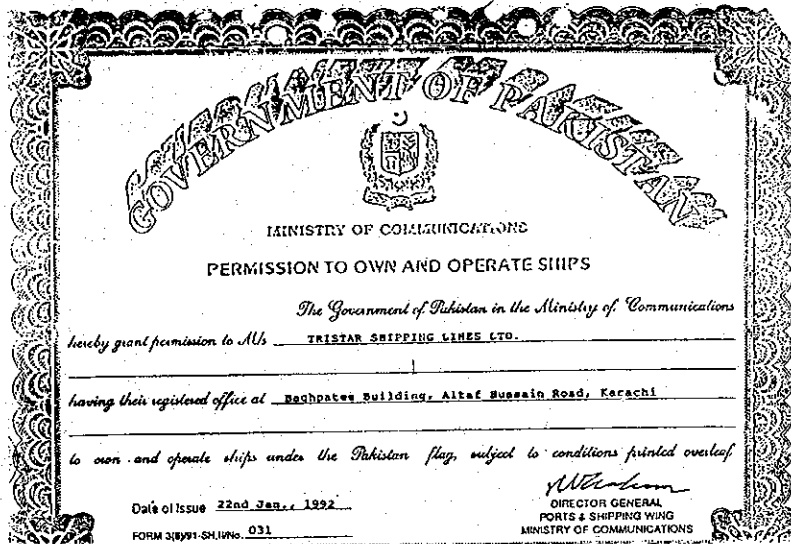 GOVERNMENT OF PAKISTAN
MINISTRY OF COMMUNICATIONS
PERMISSION TO OWN AND OPERATE SHIPS
The Government of Pakistan in the Ministry of Communications
hereby grant permission to M/s TRISTAR SHIPPING LINES LTD.
having their registered office at Baghpatee Building, Altaf Hussain Road, Karachi
to own and operate ships under the Pakistan flag, subject to conditions printed overleaf.
Date of Issue 22nd Jan., 1992
DIRECTOR GENERAL
PORTS & SHIPPING WING
FORM 3(8)/91-SH.II/No. 031
MINISTRY OF COMMUNICATIONS